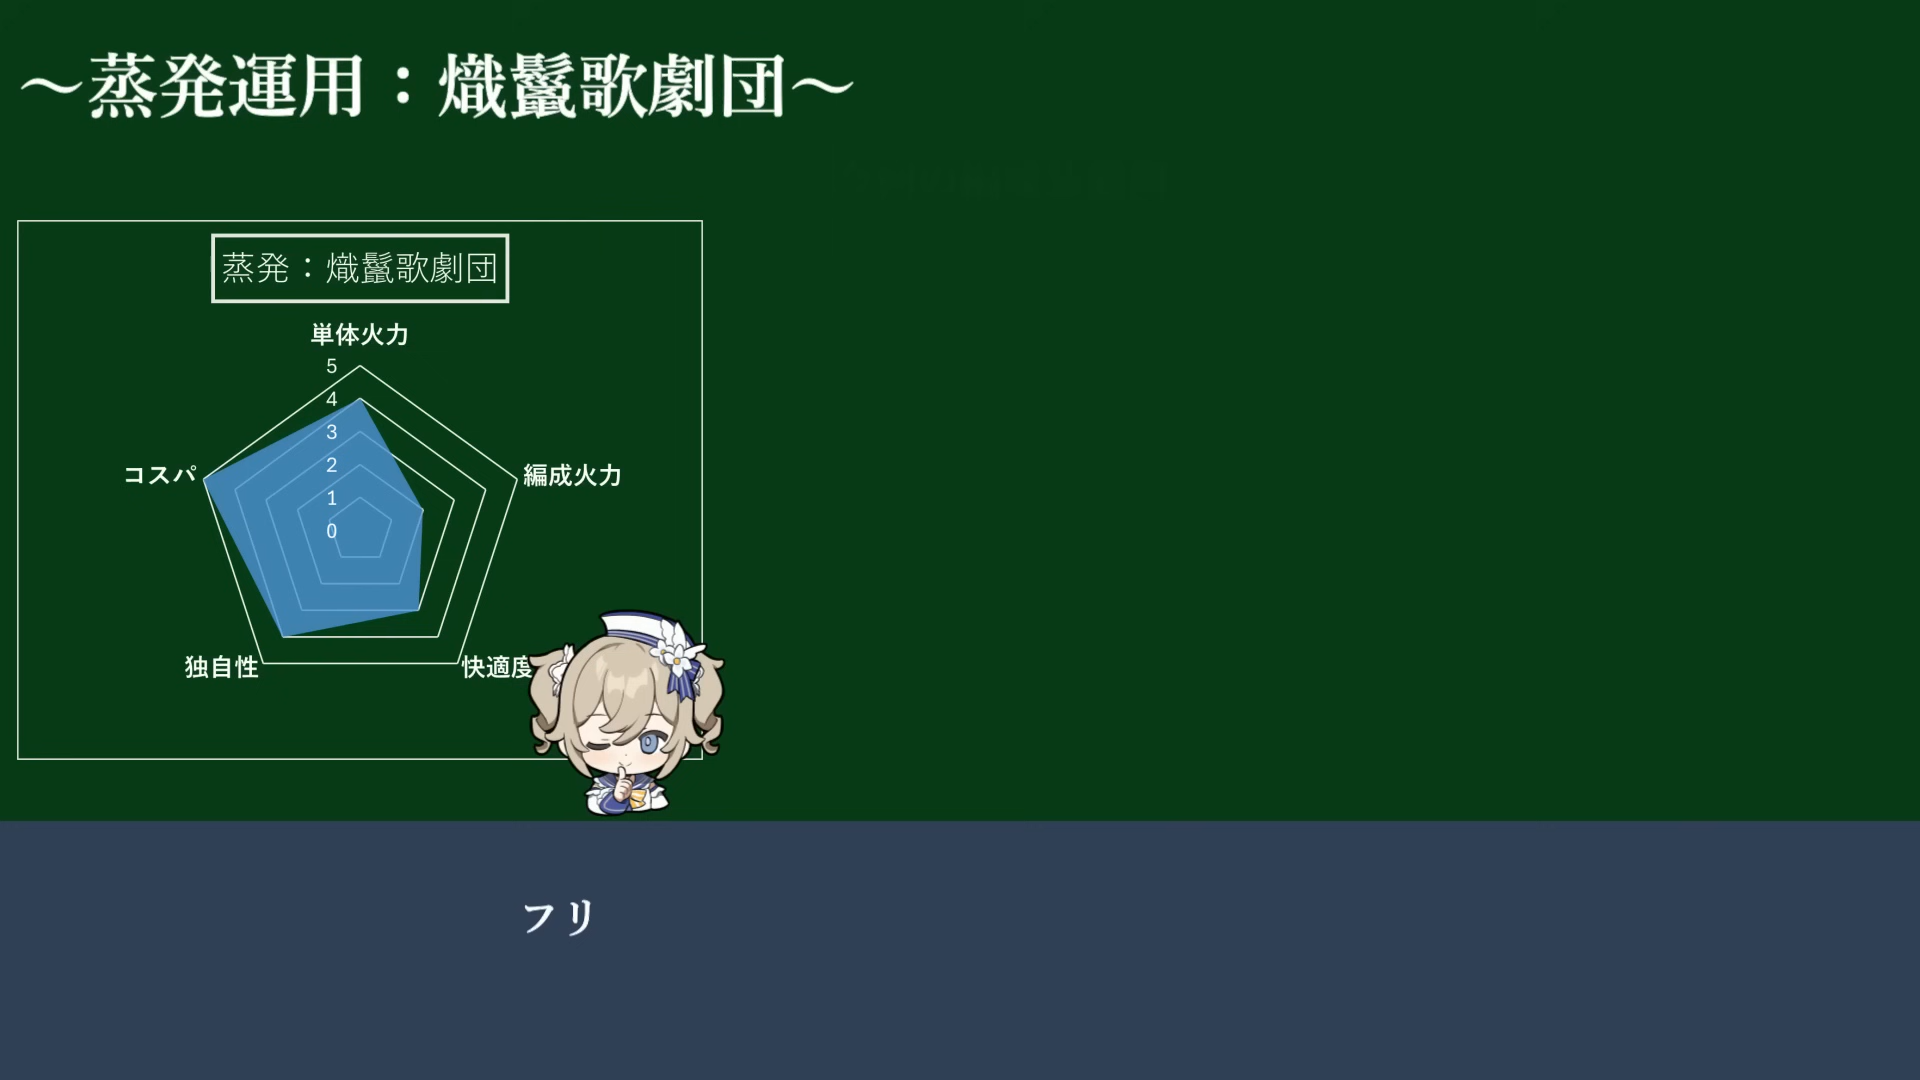 ～蒸発運用：熾鬣歌劇団～
蒸発：熾鬣歌劇団
単体火力
5
4
3
2
1
0
コスパ
編成火力
独自性
快適度
フリ